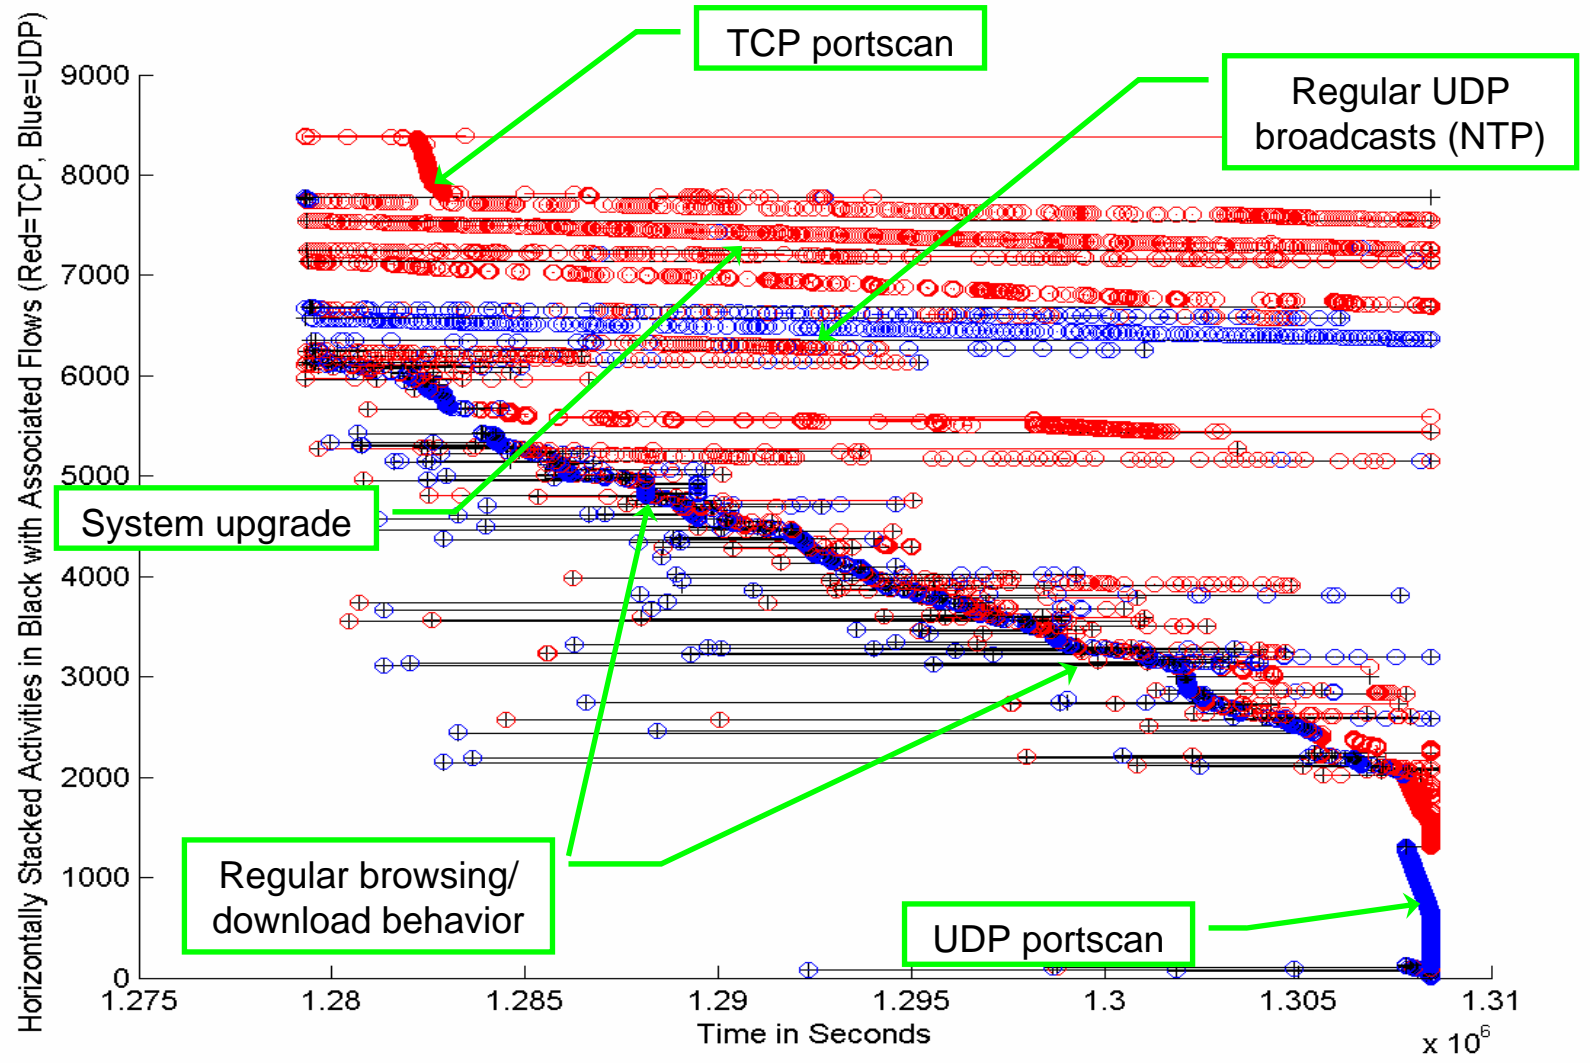 TCP portscan
Regular UDP
broadcasts (NTP)
System upgrade
Regular browsing/
download behavior
UDP portscan
Horizontally Stacked Activities in Black with Associated Flows (Red=TCP, Blue=UDP)
9000
8000
7000
6000
5000
4000
3000
2000
1000
0
1.275
1.28
1.285
1.29
1.295
1.3
1.305
1.31
Time in Seconds
x 10^6